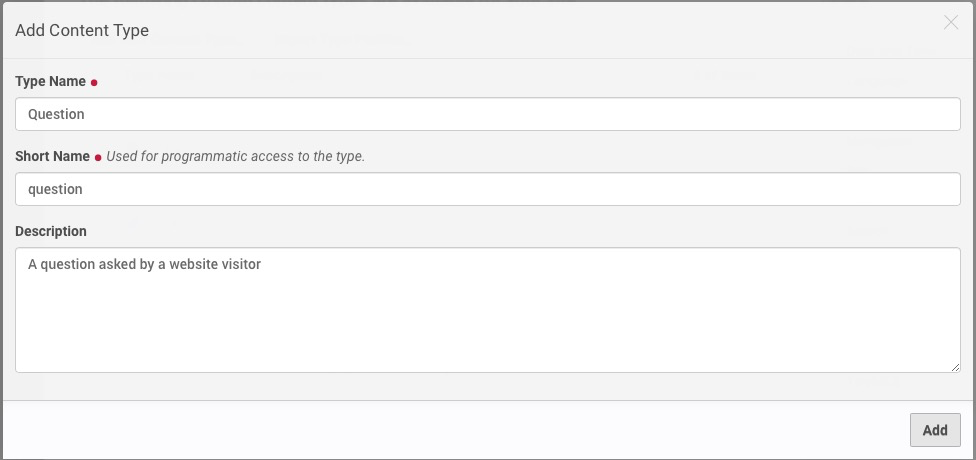 Add Content Type
Type Name
Question
Short Name Used for programmatic access to the type.
question
Description
A question asked by a website visitor
Add